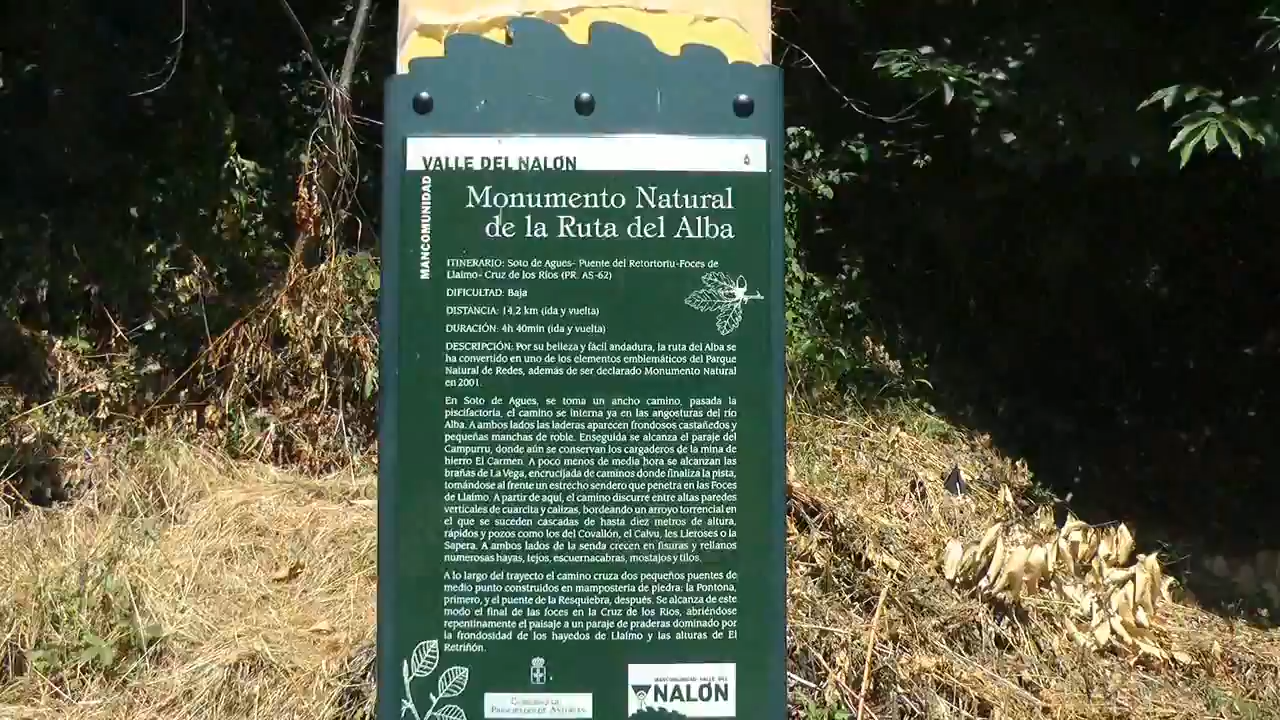 VALLE DEL NALÓN
MANCOMUNIDAD
Monumento Natural
de la Ruta del Alba
ITINERARIO: Soto de Agues- Puente del Retortoriu-Foces de
Llaímo- Cruz de los Ríos (PR. AS-62)
DIFICULTAD: Baja
DISTANCIA: 14,2 km (ida y vuelta)
DURACIÓN: 4h 40min (ida y vuelta)
DESCRIPCIÓN: Por su belleza y fácil andadura, la ruta del Alba se
ha convertido en uno de los elementos emblemáticos del Parque
Natural de Redes, además de ser declarado Monumento Natural
en 2001.
En Soto de Agues, se toma un ancho camino, pasada la
piscifactoría, el camino se interna ya en las angosturas del río
Alba. A ambos lados las laderas aparecen frondosos castañedos y
pequeñas manchas de roble. Enseguida se alcanza el paraje del
Campurru, donde aún se conservan los cargaderos de la mina de
hierro El Carmen. A poco menos de media hora se alcanzan las
brañas de La Vega, encrucijada de caminos donde finaliza la pista,
tomándose al frente un estrecho sendero que penetra en las Foces
de Llaímo. A partir de aquí, el camino discurre entre altas paredes
verticales de cuarcita y calizas, bordeando un arroyo torrencial en
el que se suceden cascadas de hasta diez metros de altura,
rápidos y pozos como los del Covallón, el Calvu, les Lleroses o la
Sapera. A ambos lados de la senda crecen en fisuras y rellanos
numerosas hayas, tejos, escuernacabras, mostajos y tilos.
A lo largo del trayecto el camino cruza dos pequeños puentes de
medio punto construidos en mampostería de piedra: la Pontona,
primero, y el puente de la Resquiebra, después. Se alcanza de este
modo el final de las foces en la Cruz de los Ríos, abriéndose
repentinamente el paisaje a un paraje de praderas dominado por
la frondosidad de los hayedos de Llaímo y las alturas de El
Retriñón.
GOBIERNO DEL
PRINCIPADO DE ASTURIAS
MANCOMUNIDAD VALLE DEL
NALÓN